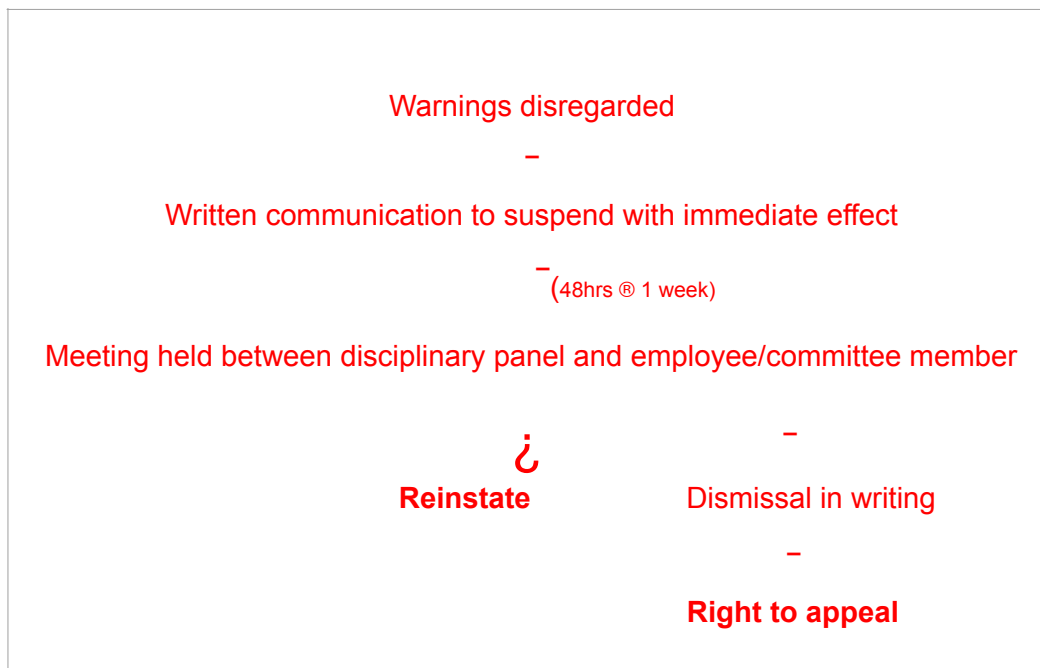 Warnings disregarded
–
Written communication to suspend with immediate effect
–(48hrs ® 1 week)
Meeting held between disciplinary panel and employee/committee member
¿ –
Reinstate Dismissal in writing
–
Right to appeal